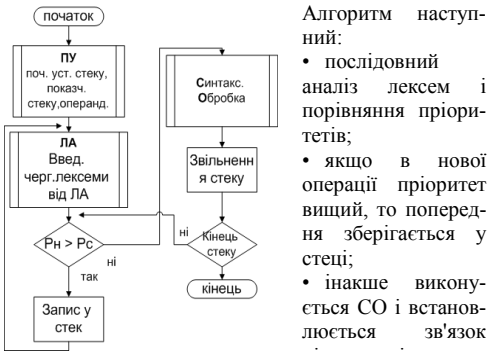 початок
ПУ
поч. уст. стеку,
показч.
стеку,операнд.
ЛА
Введ.
черг.лексеми
від ЛА
Рн > Рс
ні
так
Запис у
стек
Синтакс.
Обробка
Звільненн
я стеку
ні
Кінець
стеку
кінець
Алгоритм наступ-
ний:
• послідовний
аналіз лексем і
порівняння пріори-
тетів;
• якщо в нової
операції пріоритет
вищий, то поперед-
ня зберігається у
стеці;
• інакше викону-
ється СО і встанов-
люється зв'язок